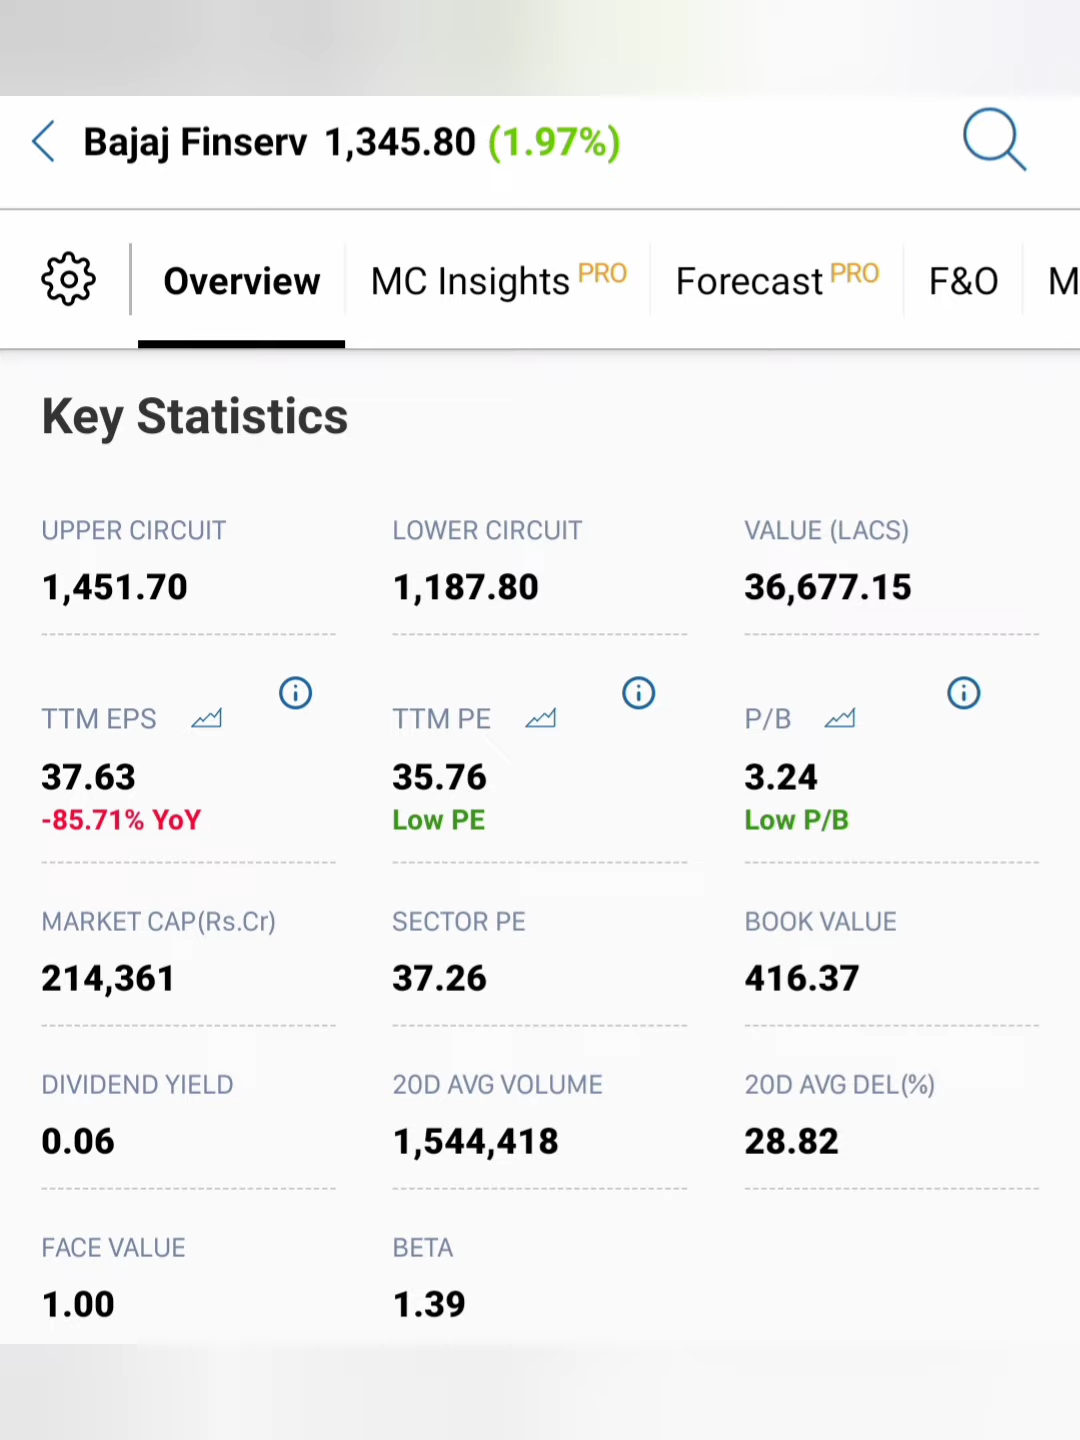 Bajaj Finserv 1,345.80 (1.97%)
Overview MC Insights PRO Forecast PRO F&O M
Key Statistics
UPPER CIRCUIT LOWER CIRCUIT VALUE (LACS)
1,451.70 1,187.80 36,677.15
TTM EPS TTM PE P/B
37.63 35.76 3.24
-85.71% YoY Low PE Low P/B
MARKET CAP(Rs.Cr) SECTOR PE BOOK VALUE
214,361 37.26 416.37
DIVIDEND YIELD 20D AVG VOLUME 20D AVG DEL(%)
0.06 1,544,418 28.82
FACE VALUE BETA
1.00 1.39